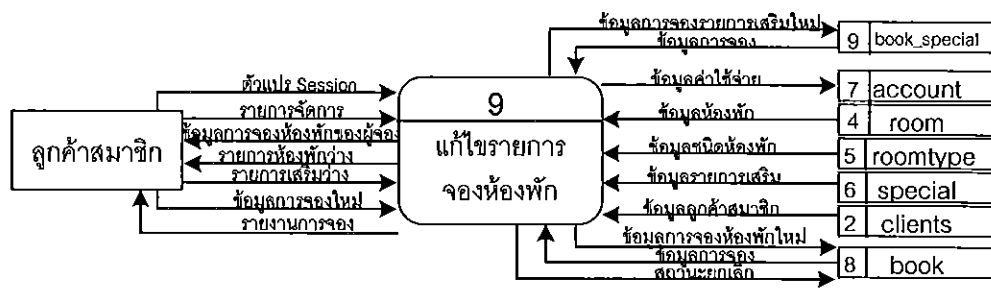 ข้อมูลการจองรายการเสริมใหม่
ข้อมูลการจอง
9 book_special
ตัวแปร Session
รายการจัดการ
ข้อมูลการจองห้องพักของผู้จอง
รายการห้องพักว่าง
รายการเสริมว่าง
ข้อมูลการจองใหม่
รายงานการจอง
ลูกค้าสมาชิก
9
แก้ไขรายการ
จองห้องพัก
ข้อมูลค่าใช้จ่าย
7 account
ข้อมูลห้องพัก
4 room
ข้อมูลชนิดห้องพัก
5 roomtype
ข้อมูลรายการเสริม
6 special
ข้อมูลลูกค้าสมาชิก
2 clients
ข้อมูลการจองห้องพักใหม่
ข้อมูลการจอง
สถานะยกเลิก
8 book